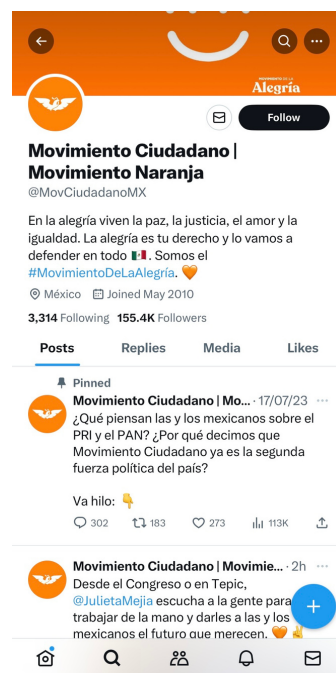 MOVIMIENTO DE LA
Alegría
Follow
Movimiento Ciudadano |
Movimiento Naranja
@MovCiudadanoMX
En la alegría viven la paz, la justicia, el amor y la
igualdad. La alegría es tu derecho y lo vamos a
defender en todo 🇲🇽. Somos el
#MovimientoDeLaAlegría. 🧡
México Joined May 2010
3,314 Following 155.4K Followers
Posts Replies Media Likes
Pinned
Movimiento Ciudadano | Mo... · 17/07/23 ...
¿Qué piensan las y los mexicanos sobre el
PRI y el PAN? ¿Por qué decimos que
Movimiento Ciudadano ya es la segunda
fuerza política del país?
Va hilo: 👇
302 183 273 113K
Movimiento Ciudadano | Movimie... · 2h ...
Desde el Congreso o en Tepic,
@JulietaMejia escucha a la gente para
trabajar de la mano y darles a las y los
mexicanos el futuro que merecen. 🧡✌️